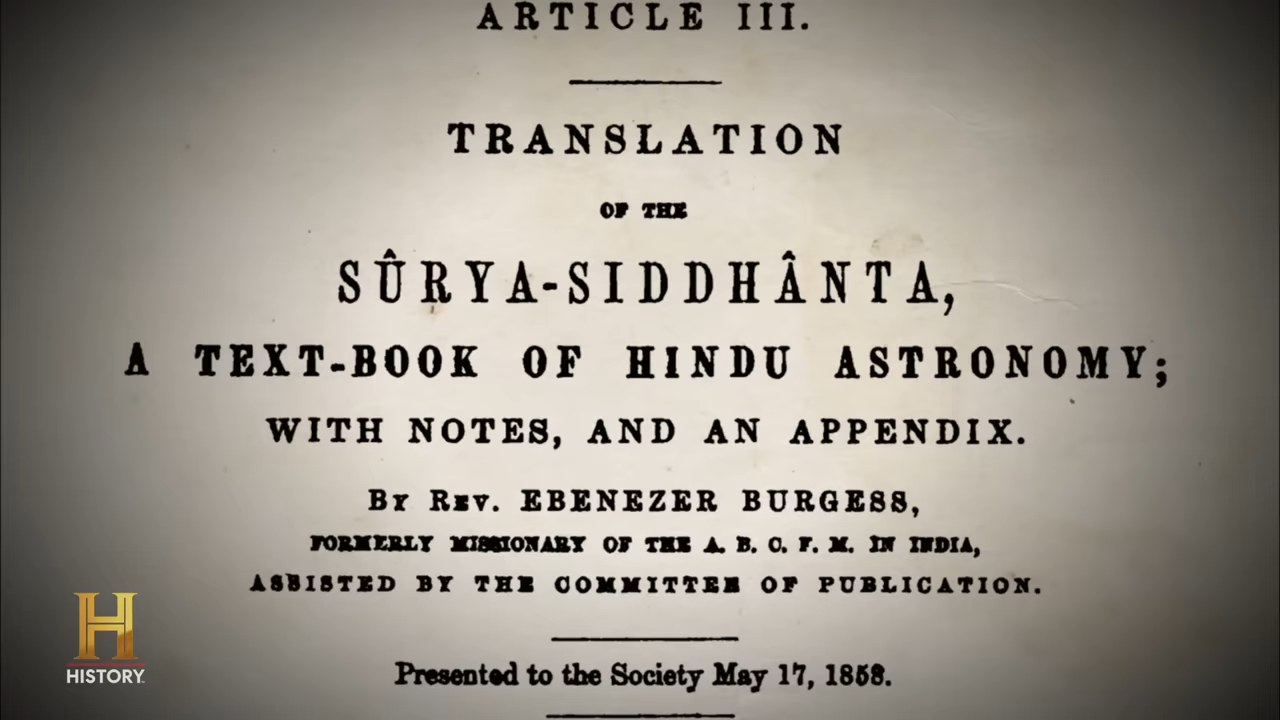 ARTICLE III.
TRANSLATION
OF THE
SÛRYA-SIDDHÂNTA,
A TEXT-BOOK OF HINDU ASTRONOMY;
WITH NOTES, AND AN APPENDIX.
BY REV. EBENEZER BURGESS,
FORMERLY MISSIONARY OF THE A. B. C. F. M. IN INDIA,
ASSISTED BY THE COMMITTEE OF PUBLICATION.
Presented to the Society May 17, 1858.
H
HISTORY